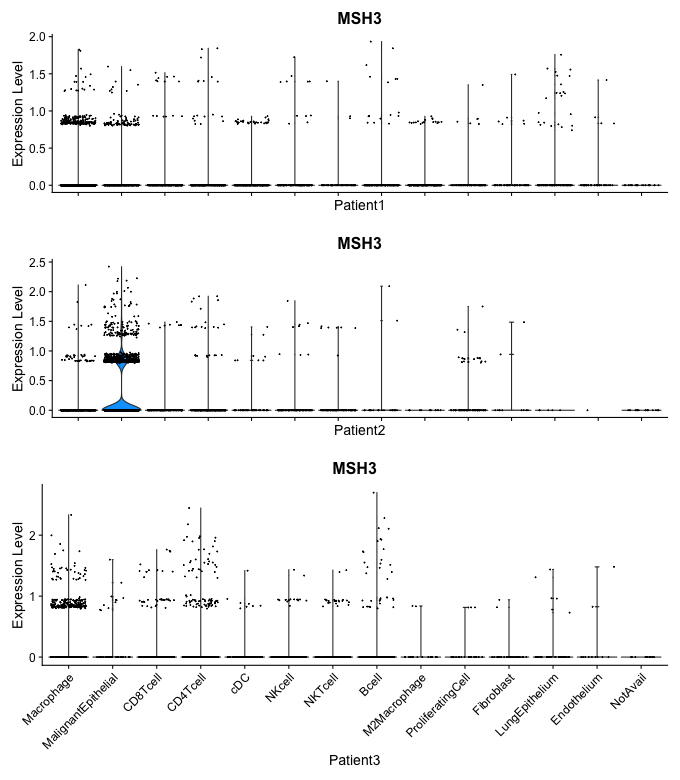 MSH3
Expression Level
2.0
1.5
1.0
0.5
0.0
Patient1
MSH3
Expression Level
2.5
2.0
1.5
1.0
0.5
0.0
Patient2
MSH3
Expression Level
2
1
0
Macrophage
MalignantEpithelial
CD8Tcell
CD4Tcell
cDC
NKcell
NKTcell
Bcell
M2Macrophage
ProliferatingCell
Fibroblast
LungEpithelium
Endothelium
NotAvail
Patient3